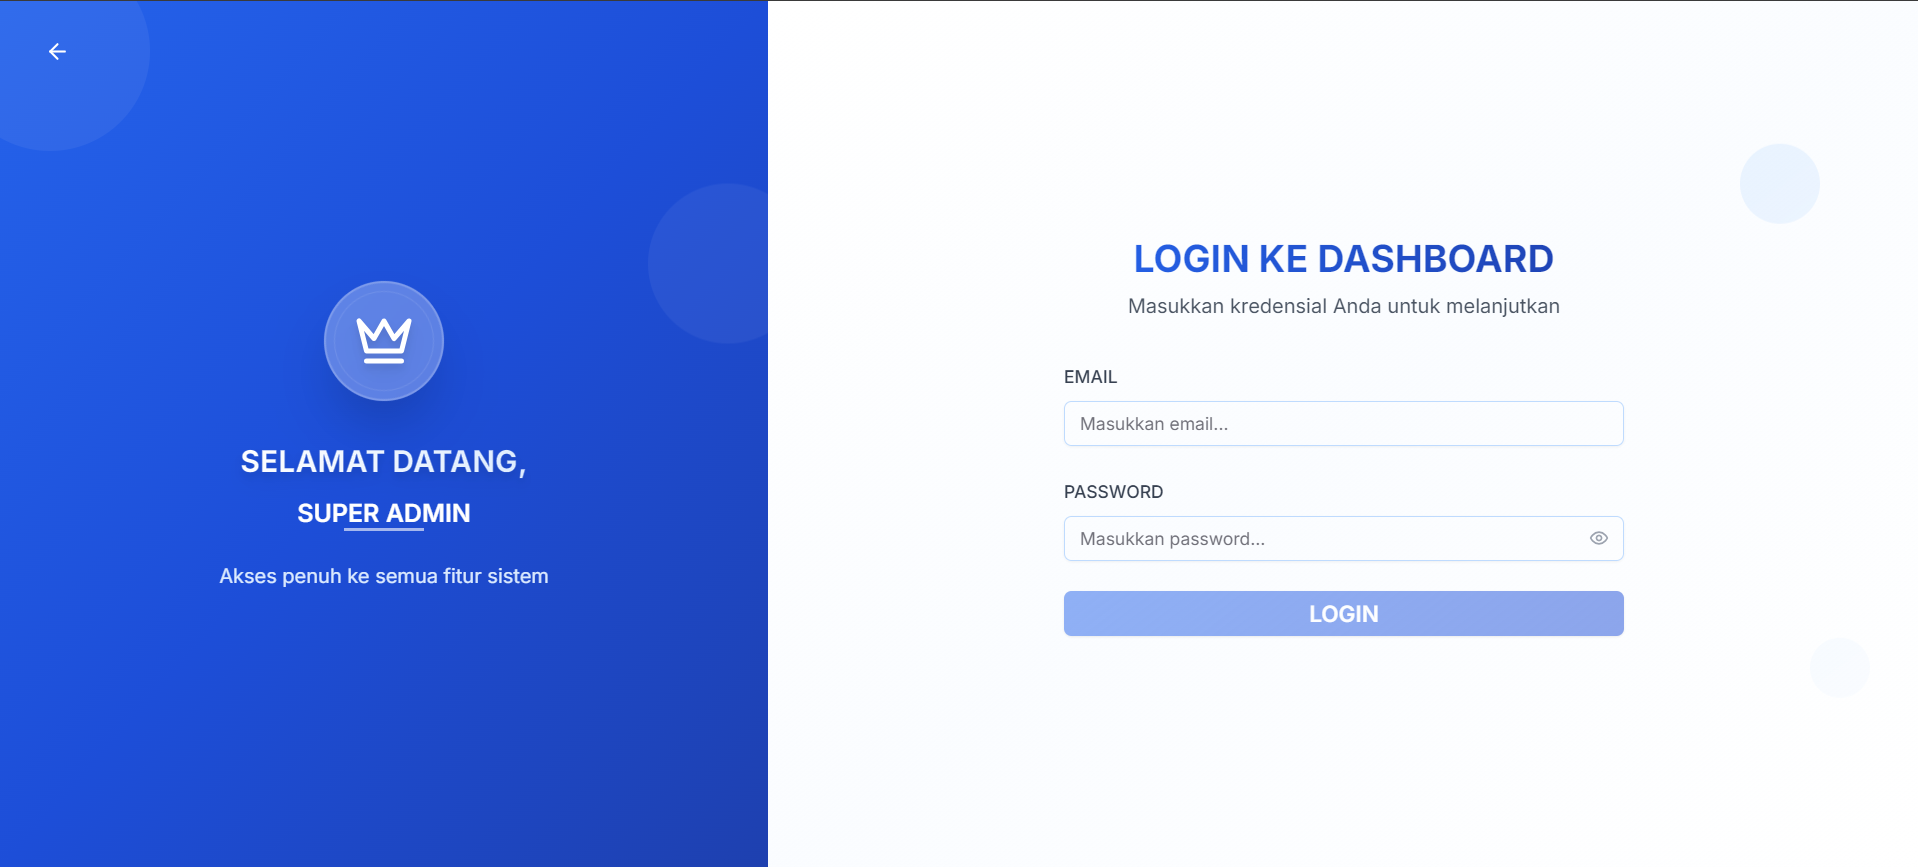 SELAMAT DATANG,
SUPER ADMIN
Akses penuh ke semua fitur sistem
LOGIN KE DASHBOARD
Masukkan kredensial Anda untuk melanjutkan
EMAIL
Masukkan email...
PASSWORD
Masukkan password...
LOGIN